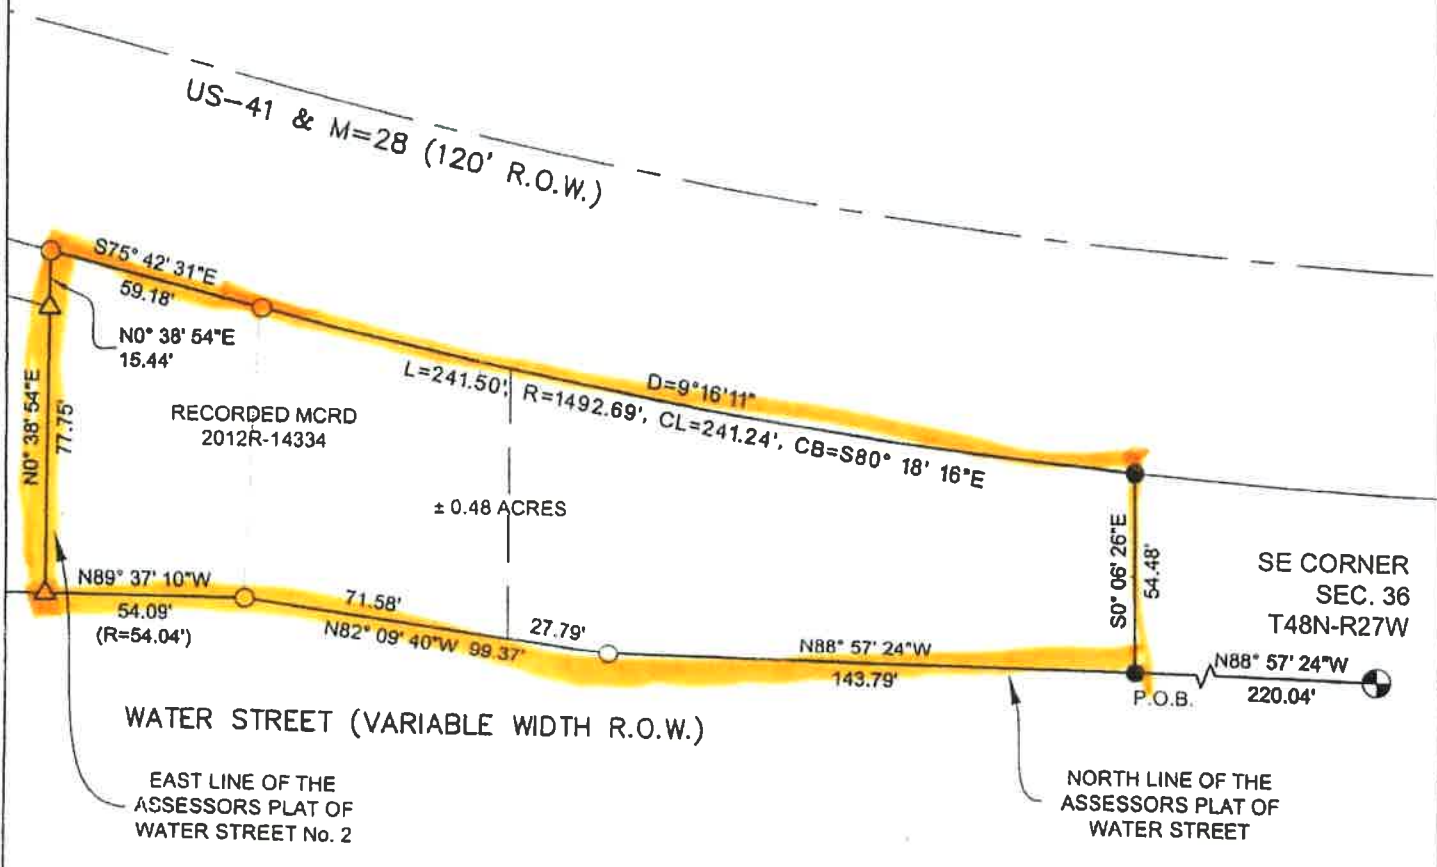 US-41 & M=28 (120' R.O.W.)
S75° 42' 31"E
59.18'
N0° 38' 54"E
15.44'
N0° 38' 54"E
77.75'
RECORDED MCRD
2012R-14334
L=241.50', R=1492.69', CL=241.24', CB=S80° 18' 16"E
D=9°16'11"
± 0.48 ACRES
S0° 06' 26"E
54.48'
SE CORNER
SEC. 36
T48N-R27W
N89° 37' 10"W
54.09'
(R=54.04')
71.58'
N82° 09' 40"W 99.37'
27.79'
N88° 57' 24"W
143.79'
N88° 57' 24"W
220.04'
P.O.B.
WATER STREET (VARIABLE WIDTH R.O.W.)
EAST LINE OF THE
ASSESSORS PLAT OF
WATER STREET No. 2
NORTH LINE OF THE
ASSESSORS PLAT OF
WATER STREET